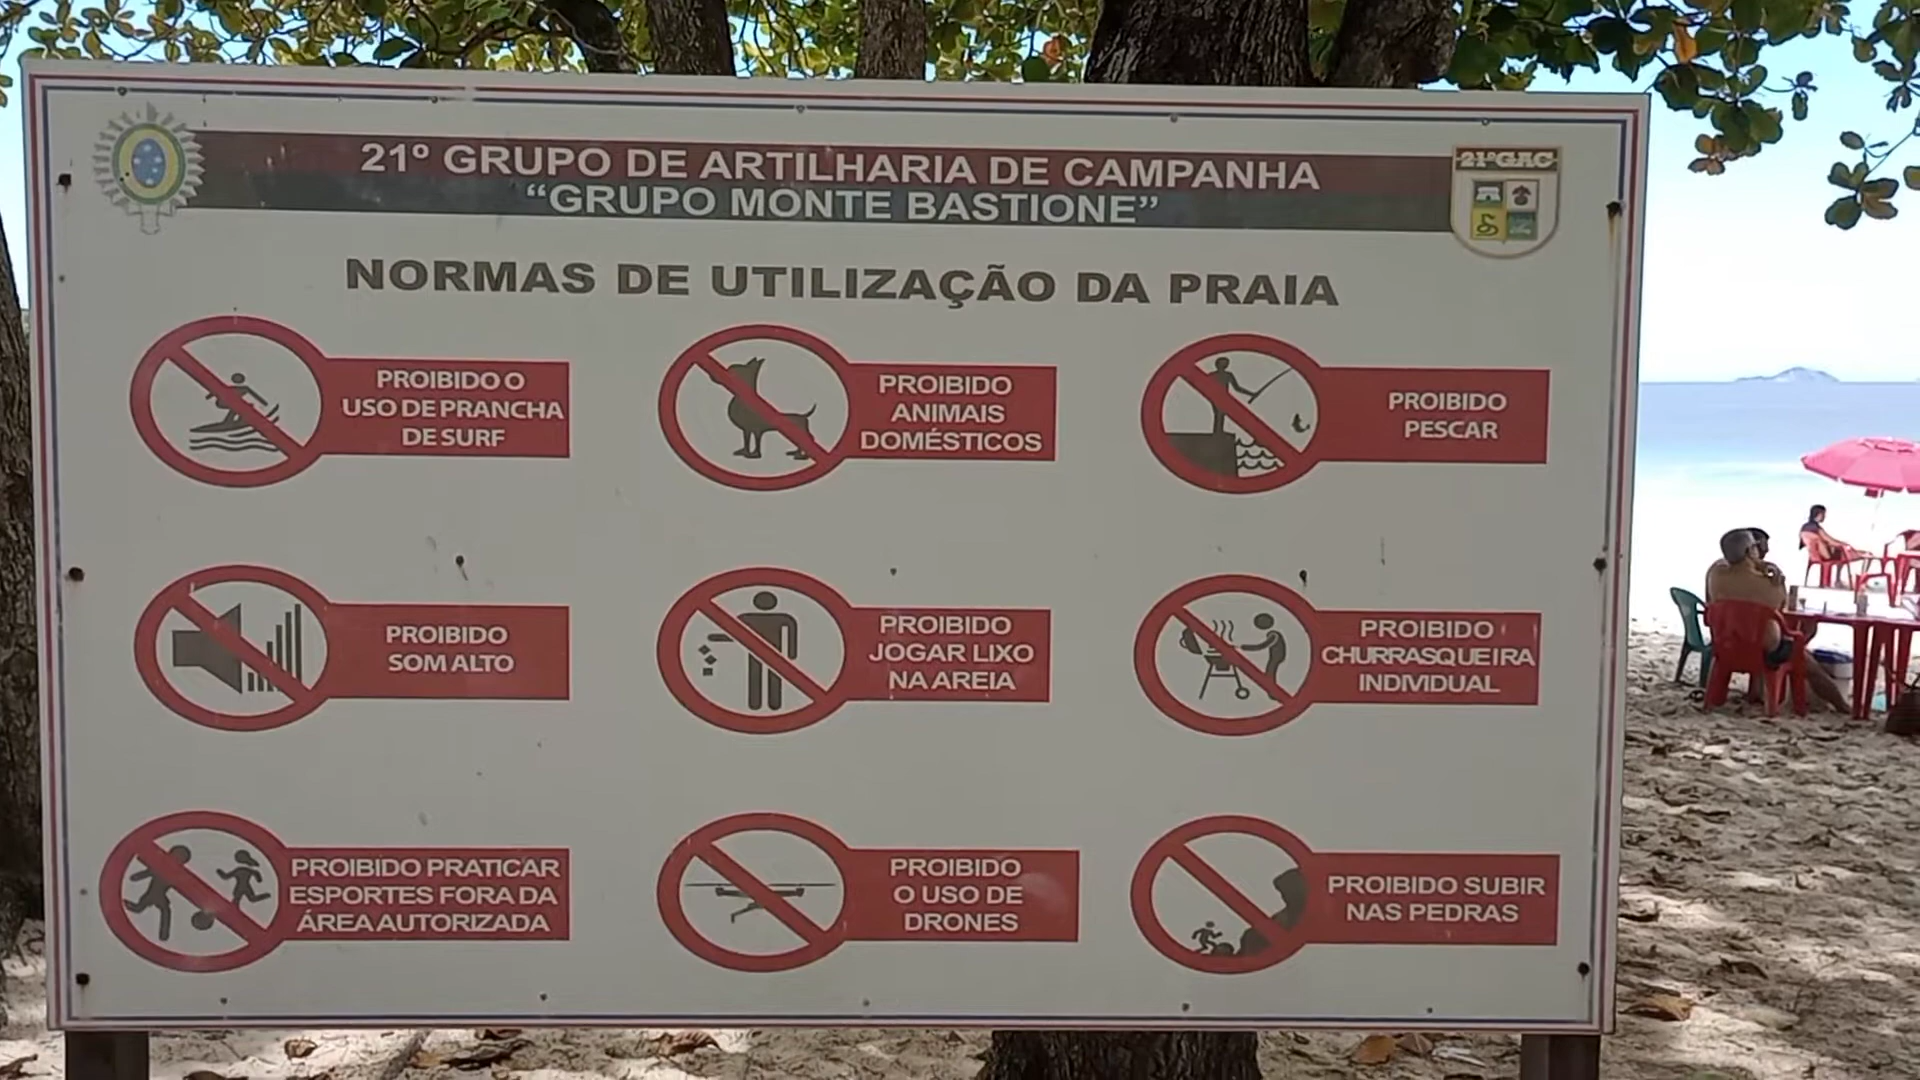 21º GRUPO DE ARTILHARIA DE CAMPANHA
“GRUPO MONTE BASTIONE”
21ºGAC
NORMAS DE UTILIZAÇÃO DA PRAIA
PROIBIDO O
USO DE PRANCHA
DE SURF
PROIBIDO
ANIMAIS
DOMÉSTICOS
PROIBIDO
PESCAR
PROIBIDO
SOM ALTO
PROIBIDO
JOGAR LIXO
NA AREIA
PROIBIDO
CHURRASQUEIRA
INDIVIDUAL
PROIBIDO PRATICAR
ESPORTES FORA DA
ÁREA AUTORIZADA
PROIBIDO
O USO DE
DRONES
PROIBIDO SUBIR
NAS PEDRAS